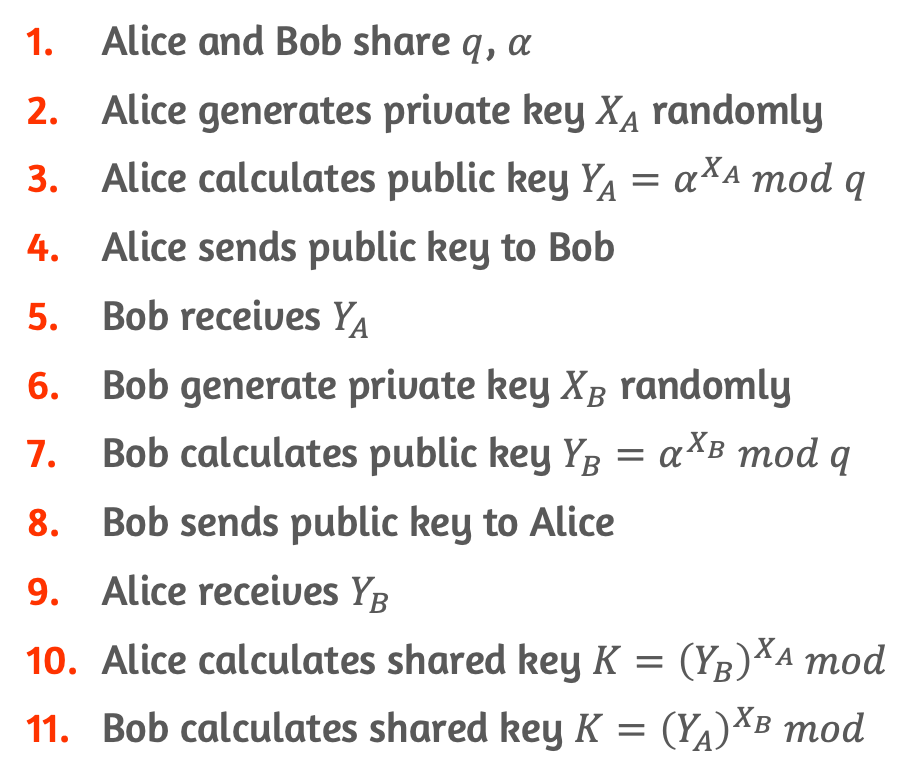 1. Alice and Bob share q, α
2. Alice generates private key X_A randomly
3. Alice calculates public key Y_A = α^{X_A} mod q
4. Alice sends public key to Bob
5. Bob receives Y_A
6. Bob generate private key X_B randomly
7. Bob calculates public key Y_B = α^{X_B} mod q
8. Bob sends public key to Alice
9. Alice receives Y_B
10. Alice calculates shared key K = (Y_B)^{X_A} mod
11. Bob calculates shared key K = (Y_A)^{X_B} mod